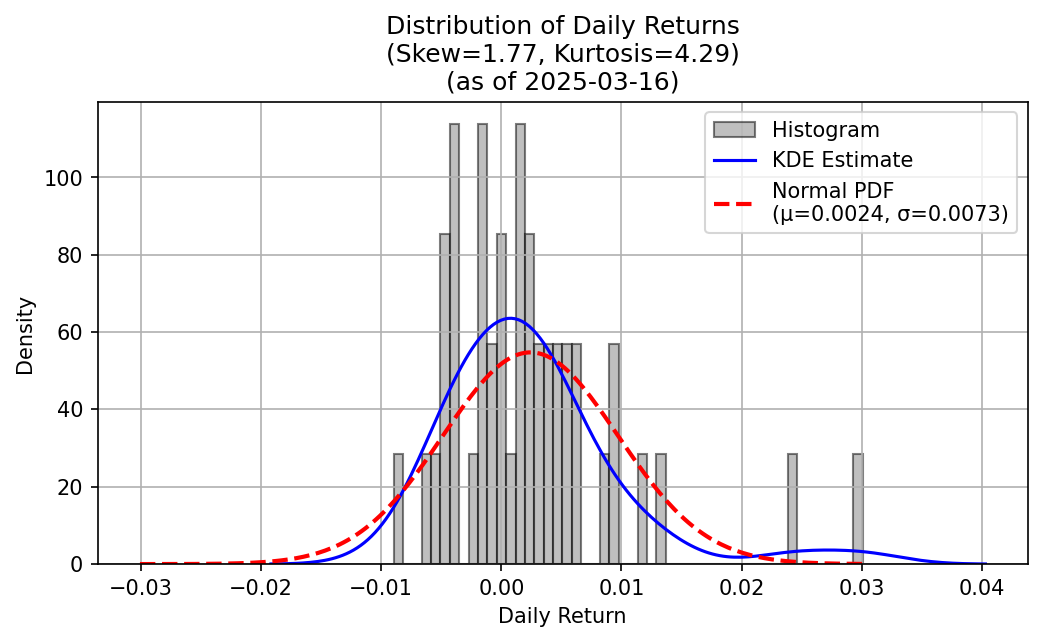 Distribution of Daily Returns
(Skew=1.77, Kurtosis=4.29)
(as of 2025-03-16)
Histogram
KDE Estimate
Normal PDF
(μ=0.0024, σ=0.0073)
Density
100
80
60
40
20
0
−0.03
−0.02
−0.01
0.00
0.01
0.02
0.03
0.04
Daily Return